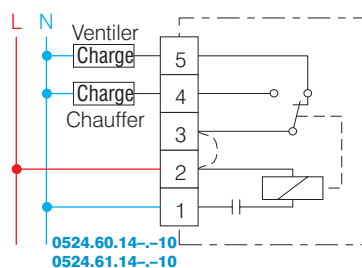 L N
Ventiler
Charge 5
Charge 4
Chauffer
3
2
1
0524.60.14–.–10
0524.61.14–.–10